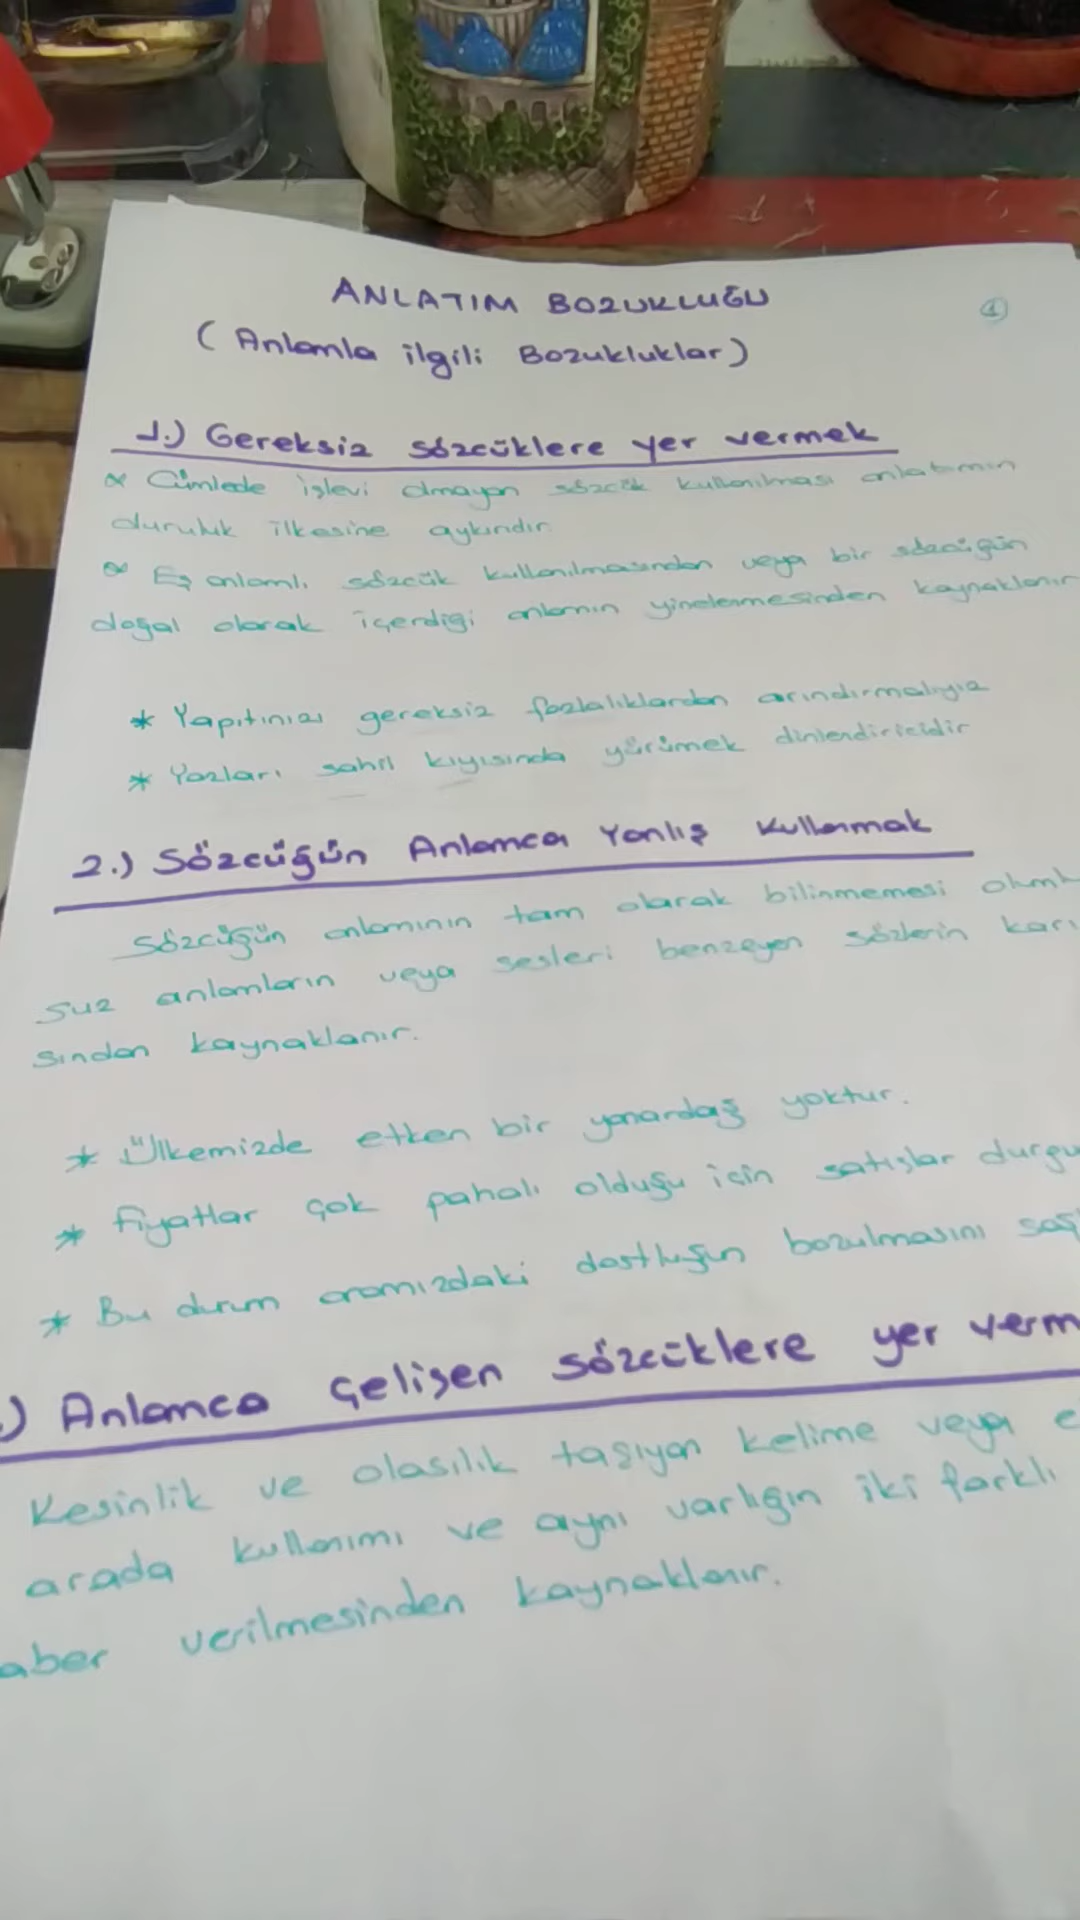 ANLATIM BOZUKLUĞU
①
(Anlamla ilgili Bozukluklar)
1.) Gereksiz sözcüklere yer vermek
Cümlede işlevi olmayan sözcük kullanılması anlatımın
duruluk ilkesine aykırıdır
Eş anlamlı sözcük kullanılmasından veya bir sözcüğün
doğal olarak içerdiği anlamın yinelenmesinden kaynaklanır
* Yapıtınızı gereksiz fazlalıklardan arındırmalıyız
* Yazları sahil kıyısında yürümek dinlendiricidir
2.) Sözcüğün Anlamca Yanlış Kullanmak
Sözcüğün anlamının tam olarak bilinmemesi olumlu
suz anlamların veya sesleri benzeyen sözlerin karı
sından kaynaklanır.
* Ülkemizde etken bir yanardağ yoktur.
* Fiyatlar çok pahalı olduğu için satışlar durgu
* Bu durum aramızdaki dostluğun bozulmasını sağ
.) Anlamca Çelişen sözcüklere yer verm
Kesinlik ve olasılık taşıyan kelime veya e
arada kullanımı ve aynı varlığın iki farklı
aber verilmesinden kaynaklanır.